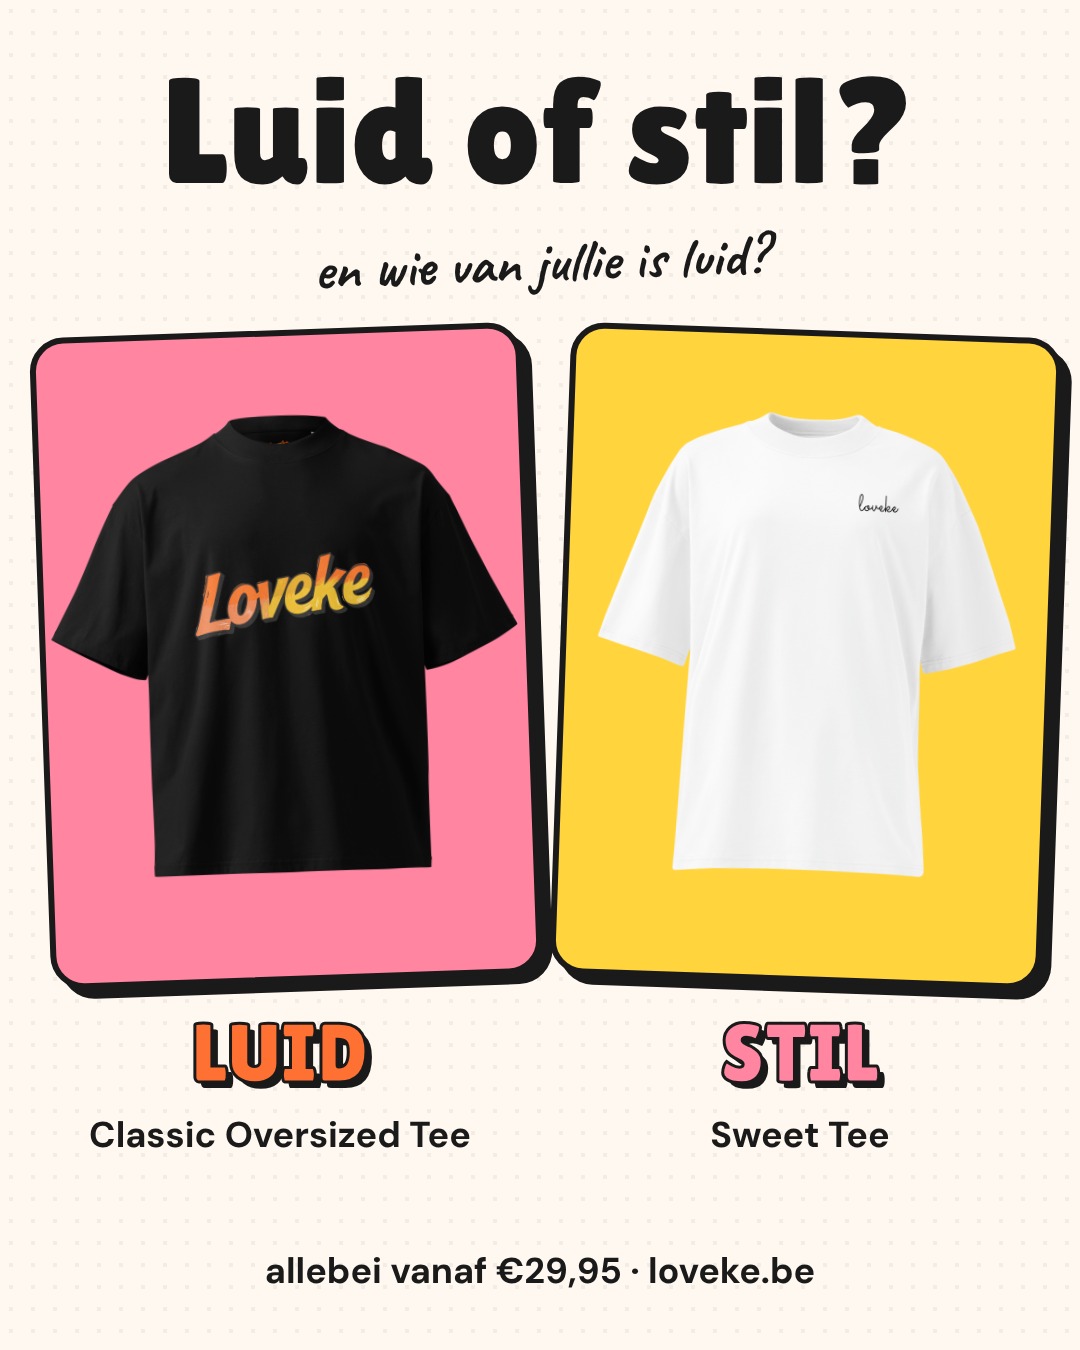 Luid of stil?
en wie van jullie is luid?
Loveke
loveke
LUID
STIL
Classic Oversized Tee
Sweet Tee
allebei vanaf €29,95 · loveke.be